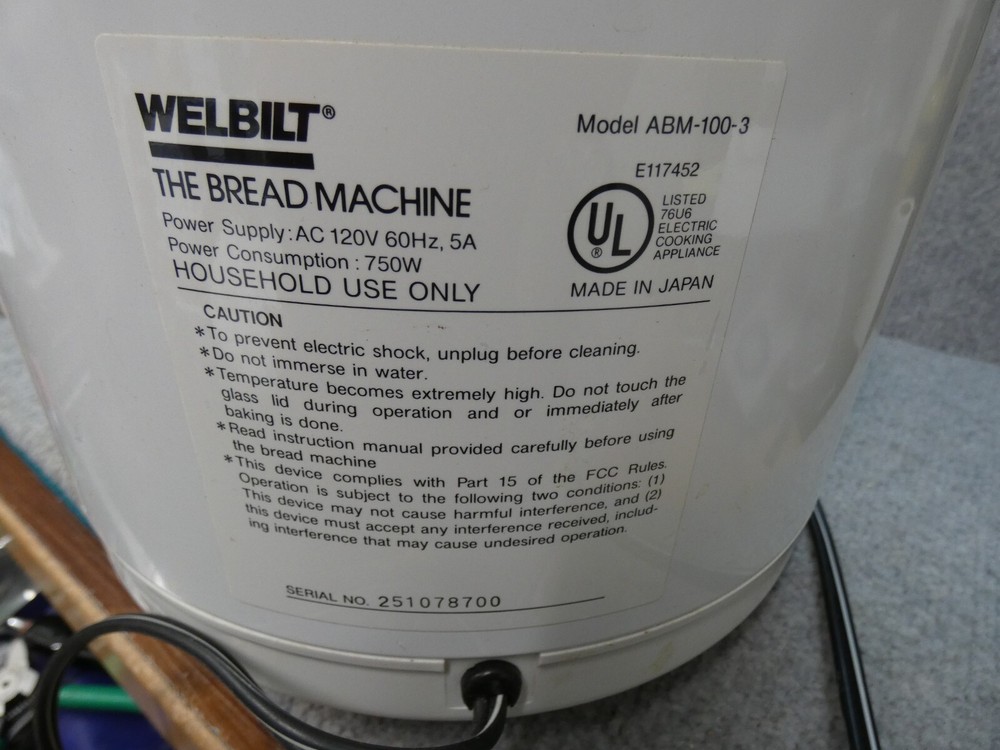 WELBILT®
THE BREAD MACHINE
Power Supply: AC 120V 60Hz, 5A
Power Consumption : 750W
HOUSEHOLD USE ONLY
Model ABM-100-3
E117452
UL
®
LISTED
76U6
ELECTRIC
COOKING
APPLIANCE
MADE IN JAPAN
CAUTION
*To prevent electric shock, unplug before cleaning.
*Do not immerse in water.
*Temperature becomes extremely high. Do not touch the
glass lid during operation and or immediately after
baking is done.
*Read instruction manual provided carefully before using
the bread machine
*This device complies with Part 15 of the FCC Rules.
Operation is subject to the following two conditions: (1)
This device may not cause harmful interference, and (2)
this device must accept any interference received, includ-
ing interference that may cause undesired operation.
SERIAL NO. 251078700